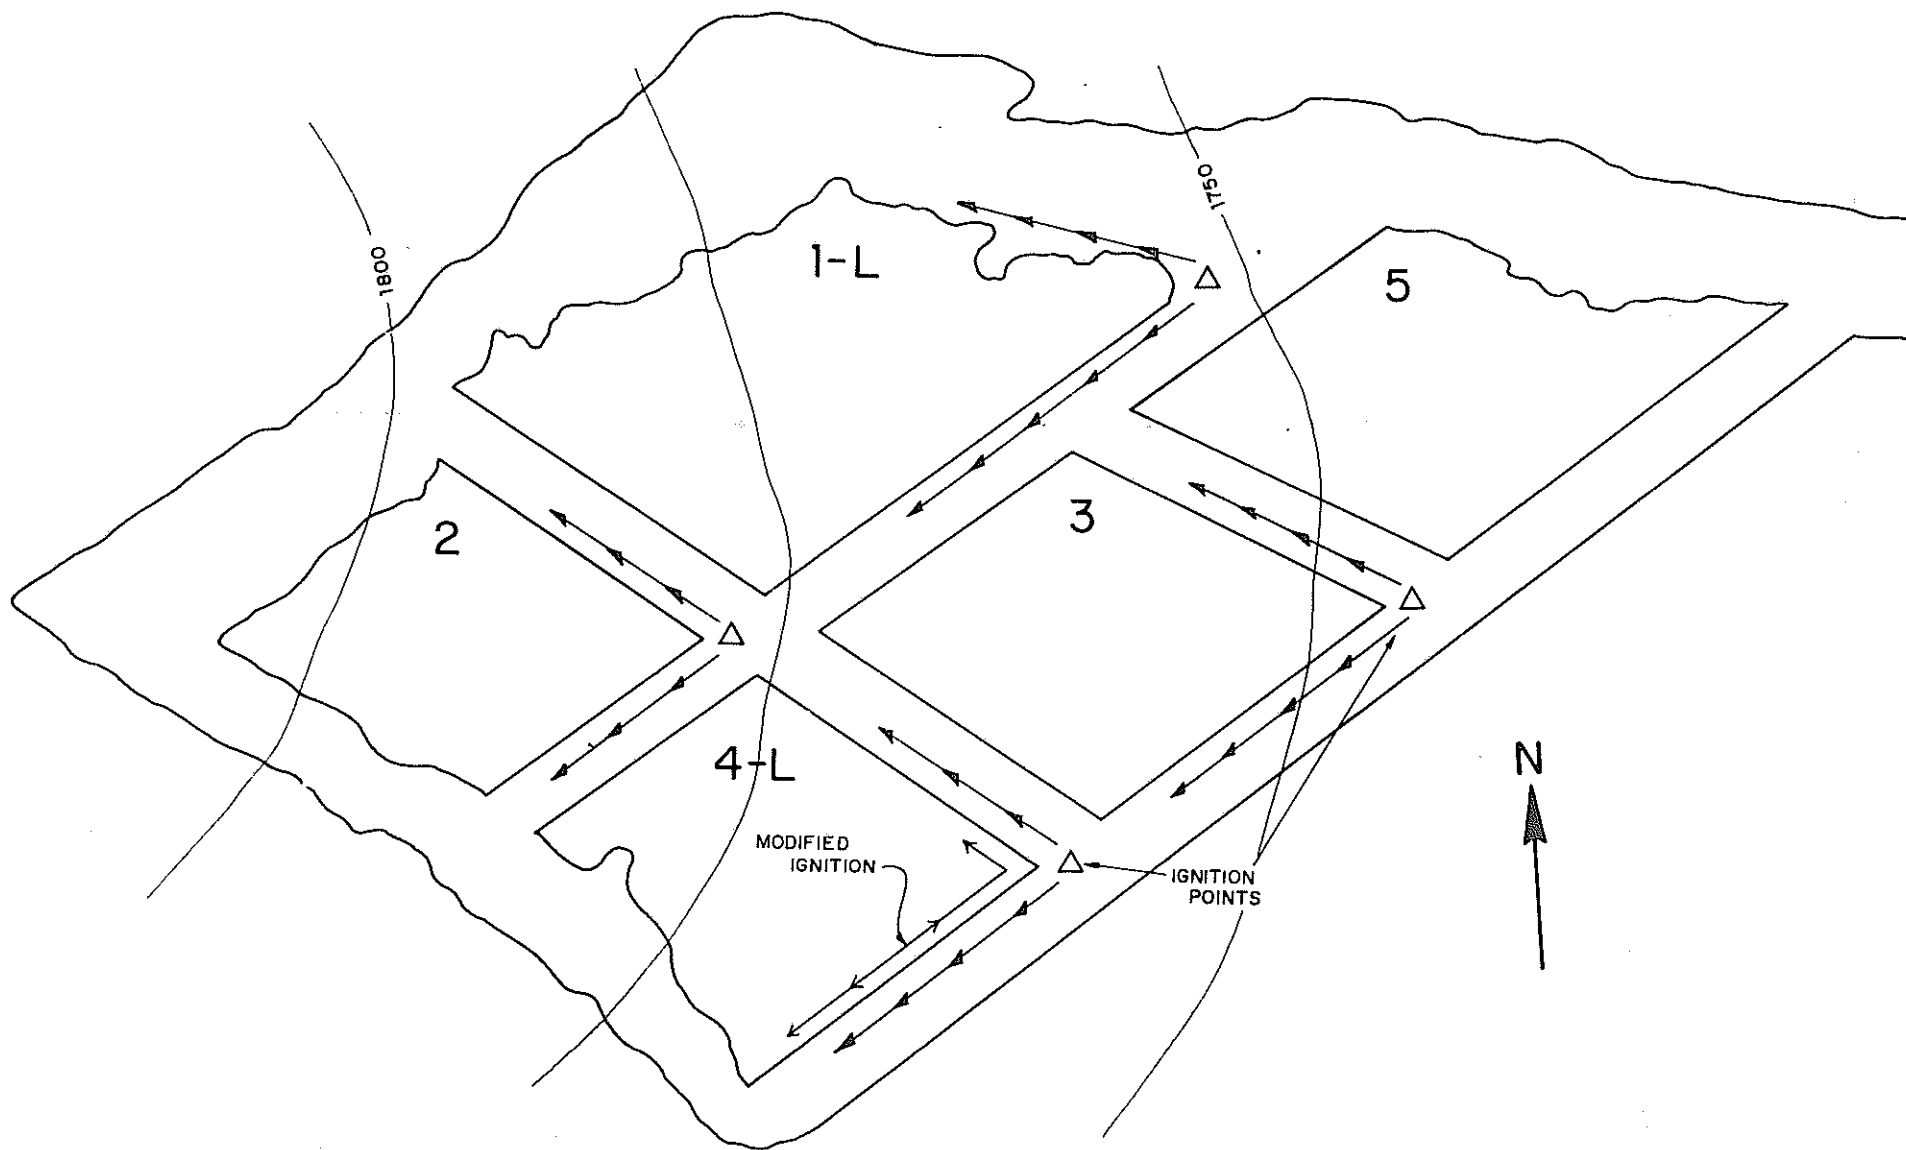 1750
1800
1-L
5
3
2
N
4-L
MODIFIED
IGNITION
IGNITION
POINTS